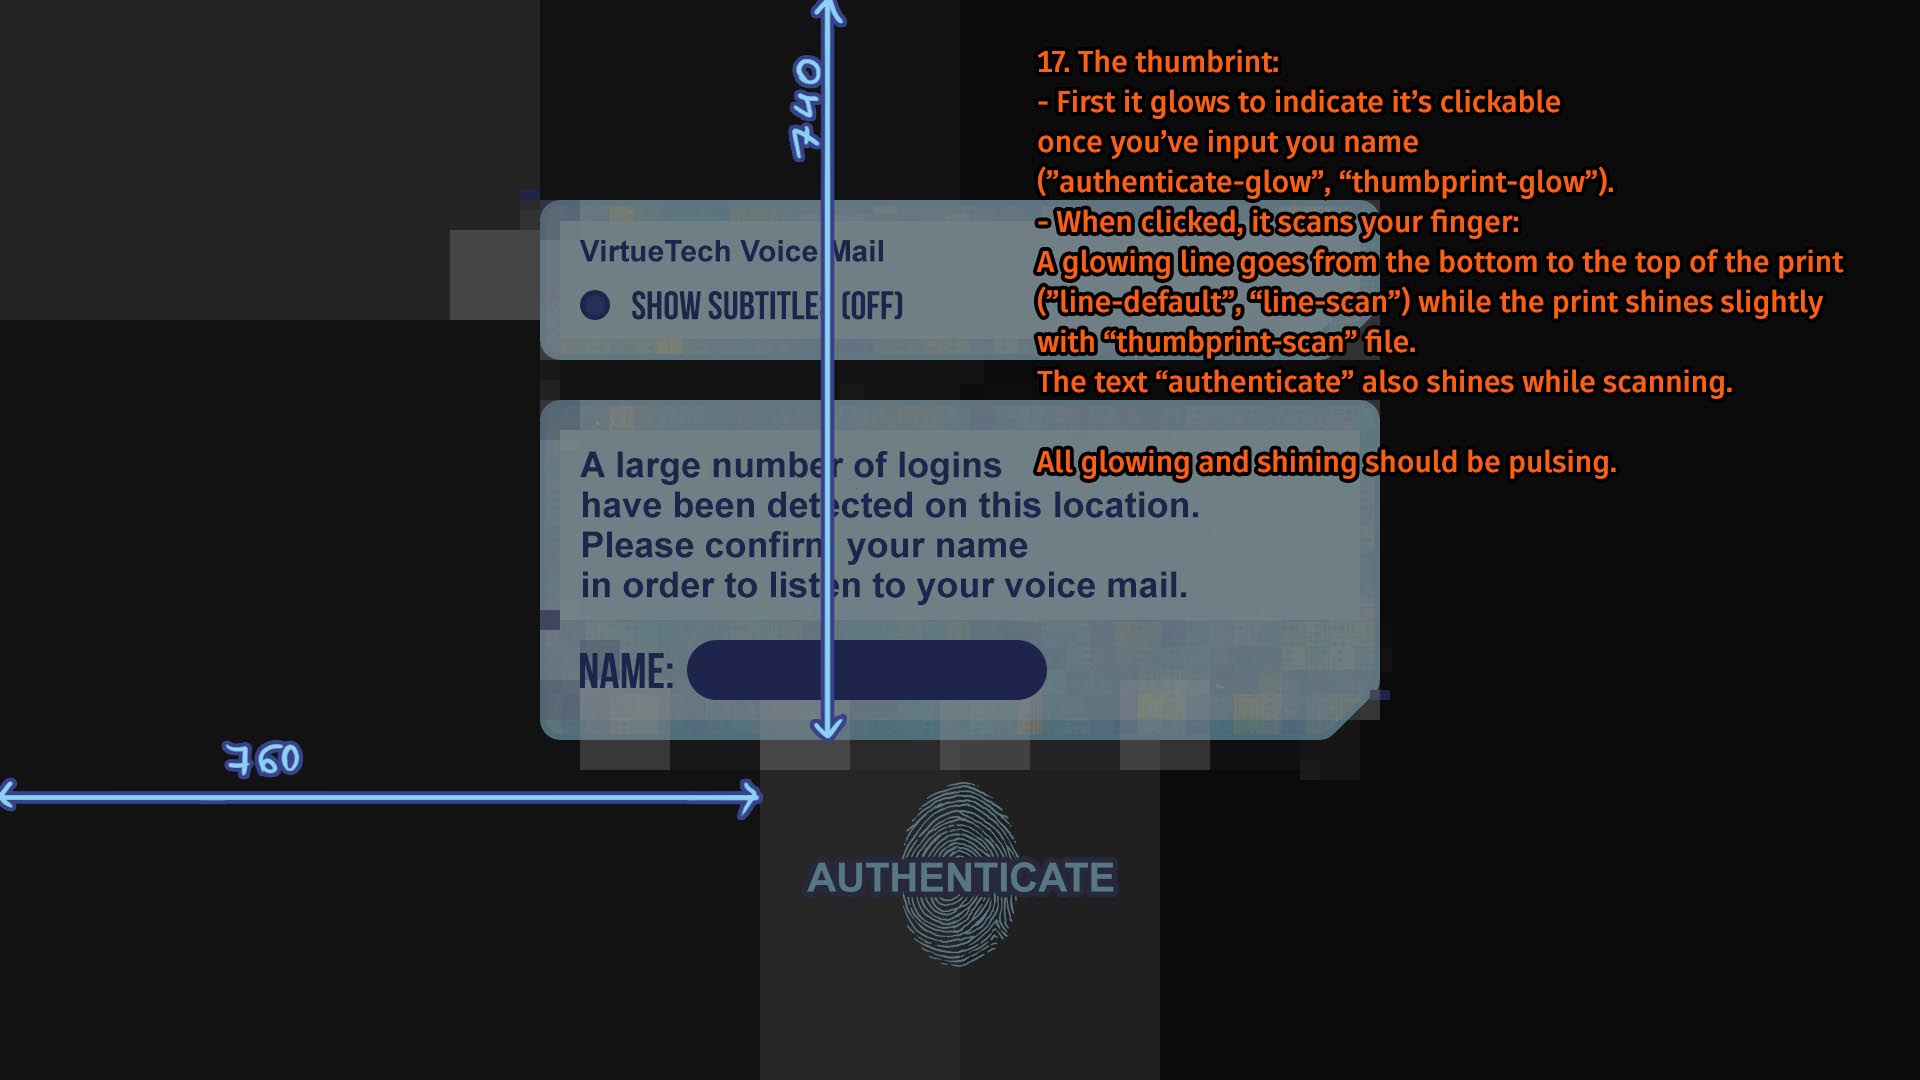 740
17. The thumbrint:
- First it glows to indicate it's clickable
once you've input you name
("authenticate-glow", "thumbprint-glow").
- When clicked, it scans your finger:
A glowing line goes from the bottom to the top of the print
("line-default", "line-scan") while the print shines slightly
with "thumbprint-scan" file.
The text "authenticate" also shines while scanning.
All glowing and shining should be pulsing.
VirtueTech Voice Mail
SHOW SUBTITLES (OFF)
A large number of logins
have been detected on this location.
Please confirm your name
in order to listen to your voice mail.
NAME:
760
AUTHENTICATE